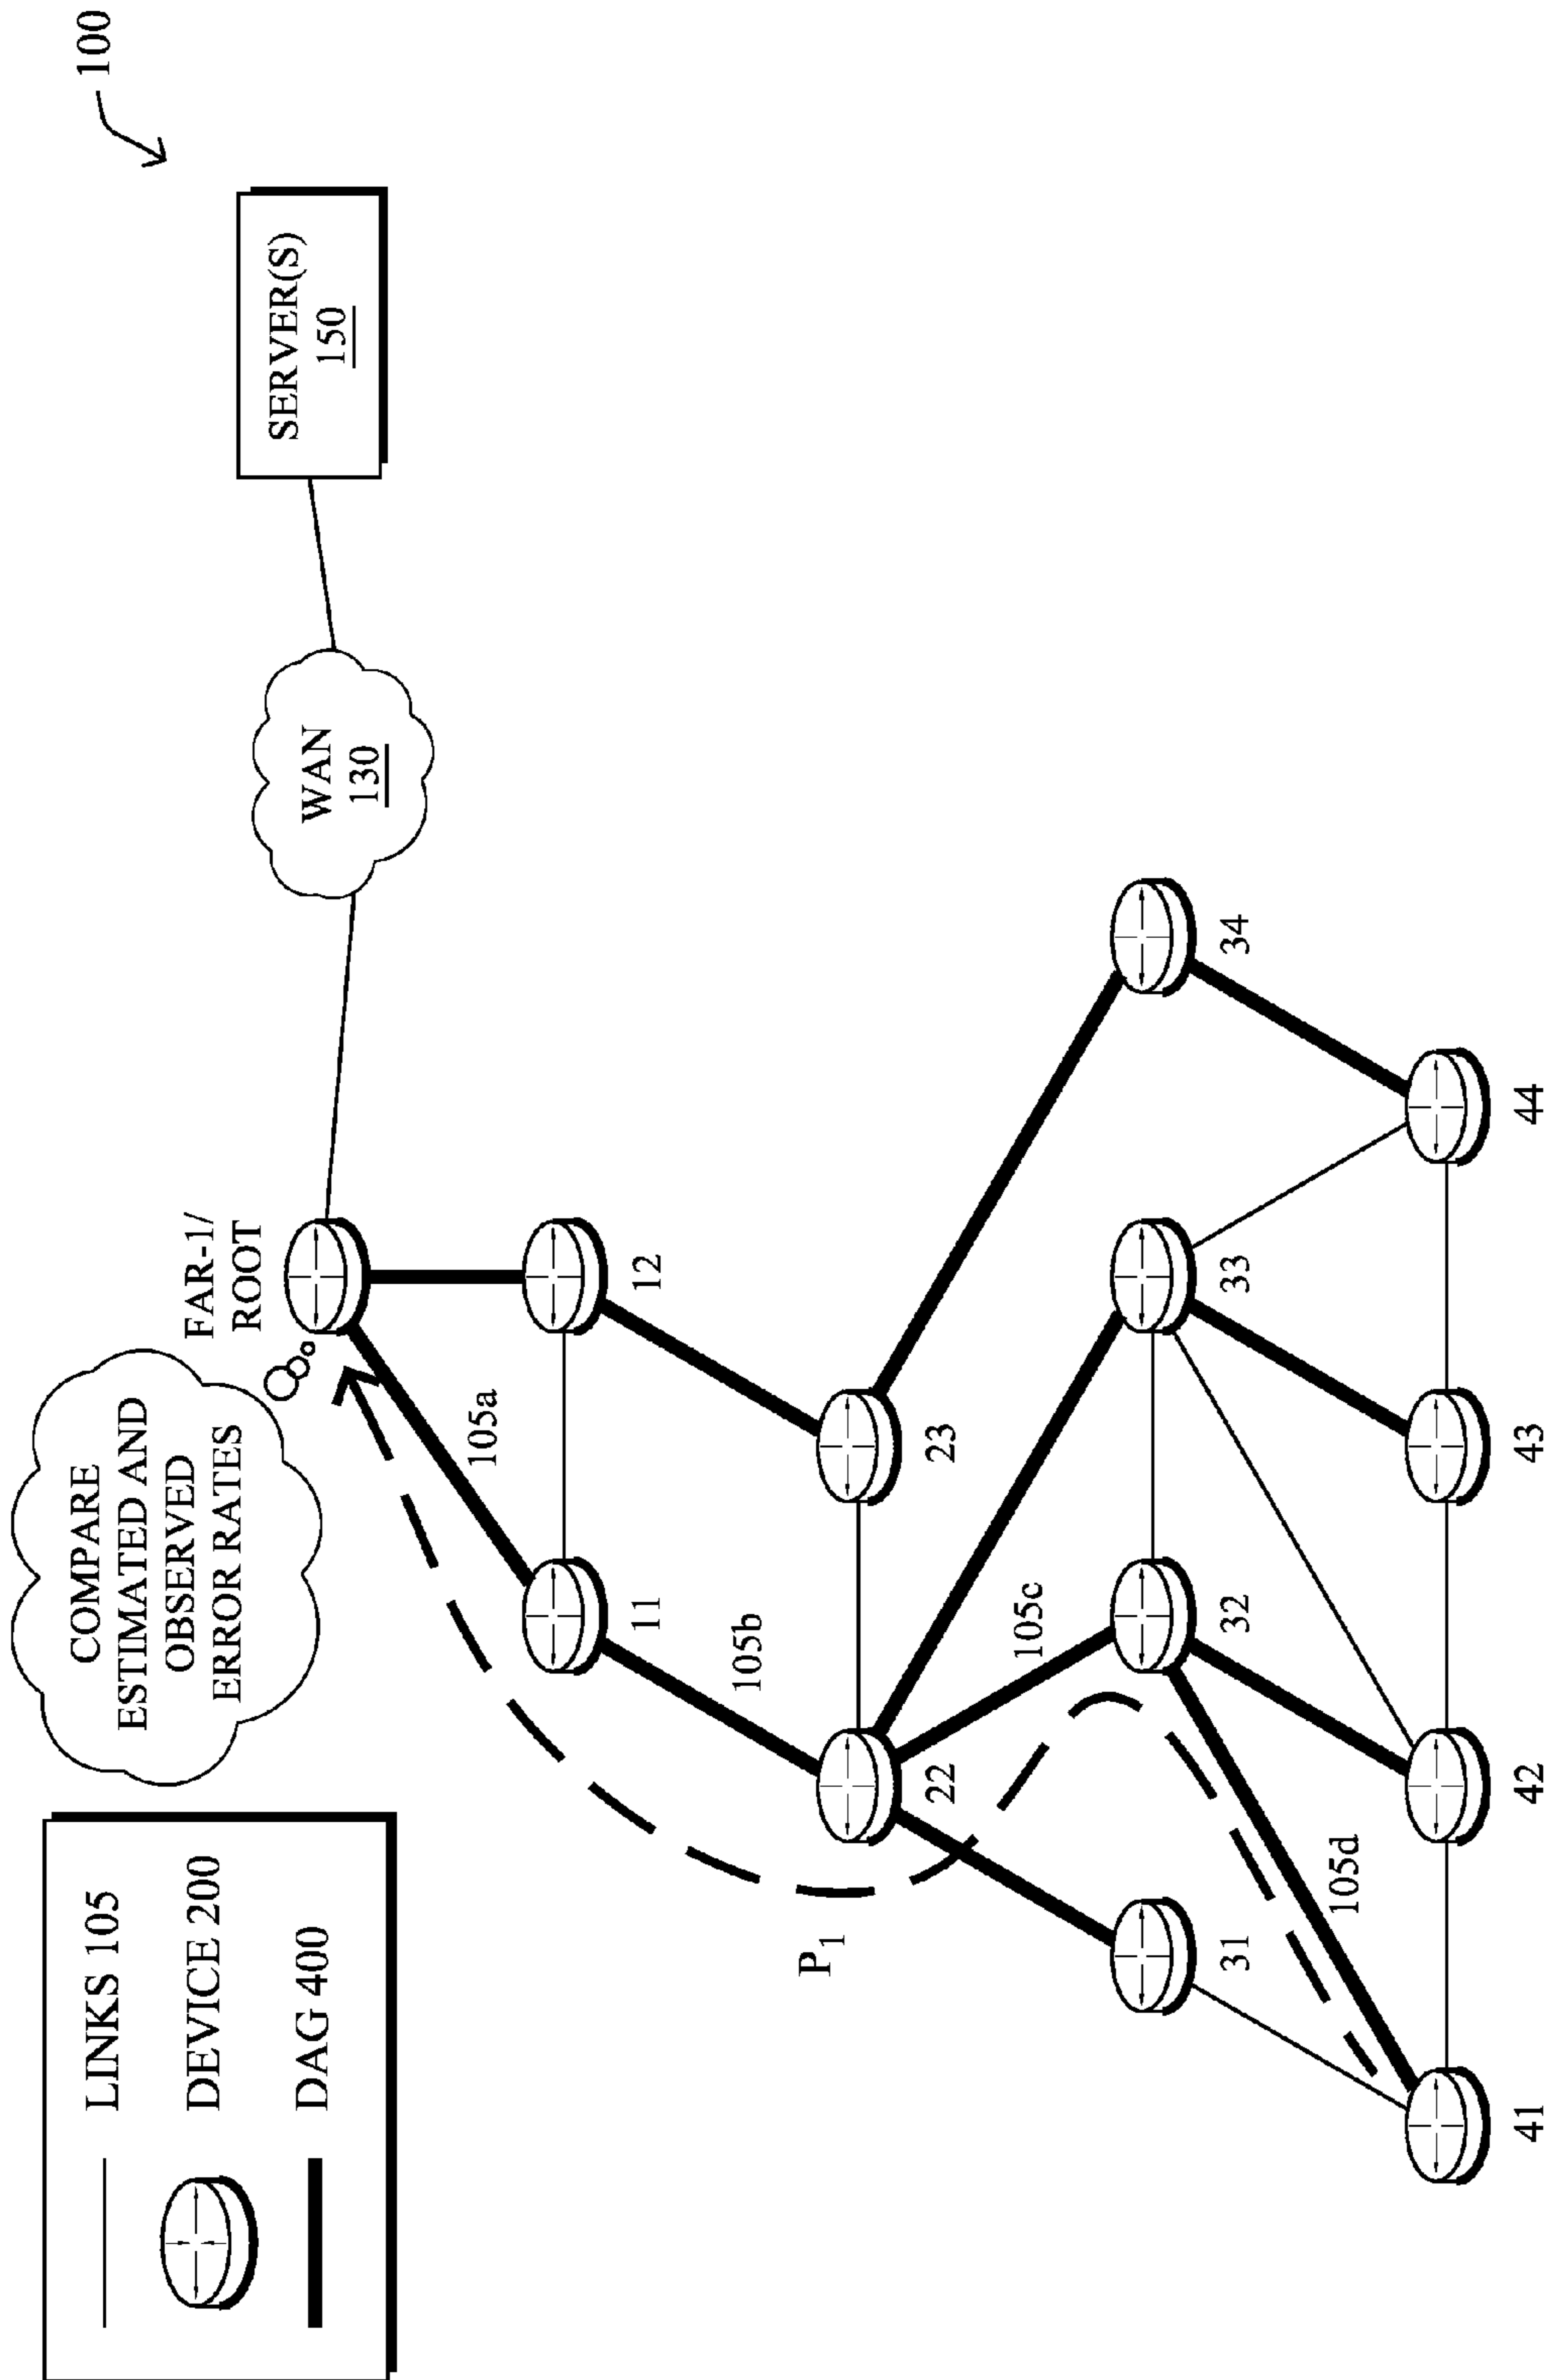 100
LINKS 105
DEVICE 200
DAG 400
COMPARE
ESTIMATED AND
OBSERVED
ERROR RATES
FAR-1/
ROOT
WAN
130
SERVER(S)
150
105a
11
12
105b
P1
22
23
105c
31
32
33
34
105d
41
42
43
44